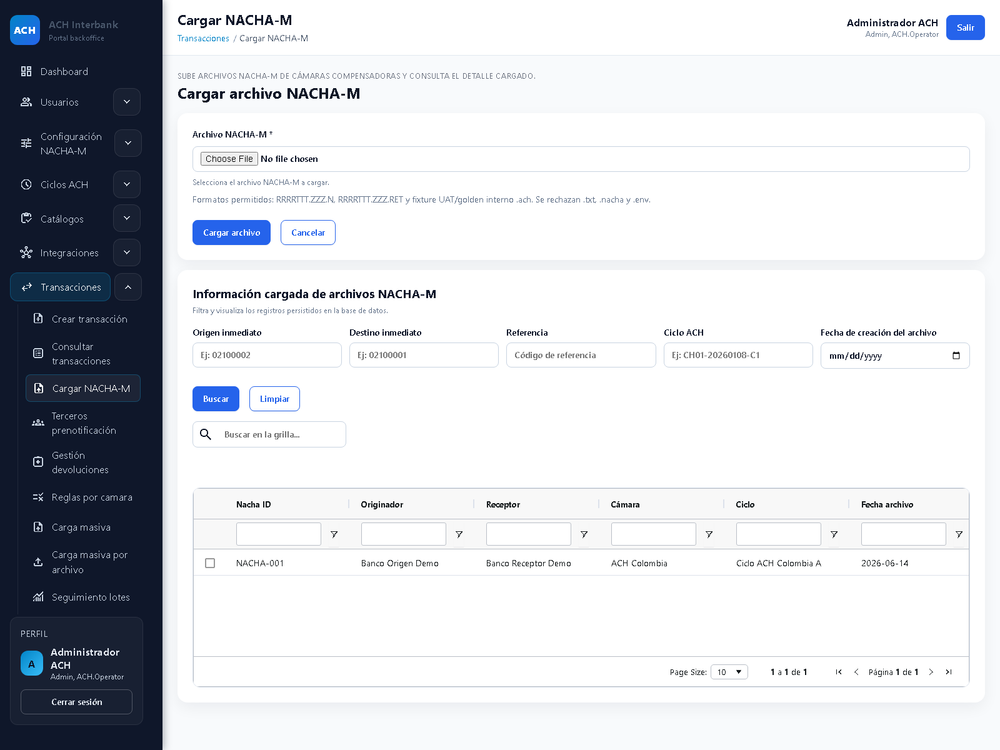 ACH
ACH Interbank
Portal backoffice
Dashboard
Usuarios
Configuración
NACHA-M
Ciclos ACH
Catálogos
Integraciones
Transacciones
Crear transacción
Consultar
transacciones
Cargar NACHA-M
Terceros
prenotificación
Gestión
devoluciones
Reglas por camara
Carga masiva
Carga masiva por
archivo
Seguimiento lotes
PERFIL
A
Administrador
ACH
Admin, ACH.Operator
Cerrar sesión
Cargar NACHA-M
Transacciones / Cargar NACHA-M
Administrador ACH
Admin, ACH.Operator
Salir
SUBE ARCHIVOS NACHA-M DE CÁMARAS COMPENSADORAS Y CONSULTA EL DETALLE CARGADO.
Cargar archivo NACHA-M
Archivo NACHA-M *
Choose File No file chosen
Selecciona el archivo NACHA-M a cargar.
Formatos permitidos: RRRRTTT.ZZZ.N, RRRRTTT.ZZZ.RET y fixture UAT/golden interno .ach. Se rechazan .txt, .nacha y .env.
Cargar archivo
Cancelar
Información cargada de archivos NACHA-M
Filtra y visualiza los registros persistidos en la base de datos.
Origen inmediato
Destino inmediato
Referencia
Ciclo ACH
Fecha de creación del archivo
Ej: 02100002
Ej: 02100001
Código de referencia
Ej: CH01-20260108-C1
mm/dd/yyyy
Buscar
Limpiar
Buscar en la grilla...
Nacha ID
Originador
Receptor
Cámara
Ciclo
Fecha archivo
NACHA-001
Banco Origen Demo
Banco Receptor Demo
ACH Colombia
Ciclo ACH Colombia A
2026-06-14
Page Size:
10
1 a 1 de 1
Página 1 de 1